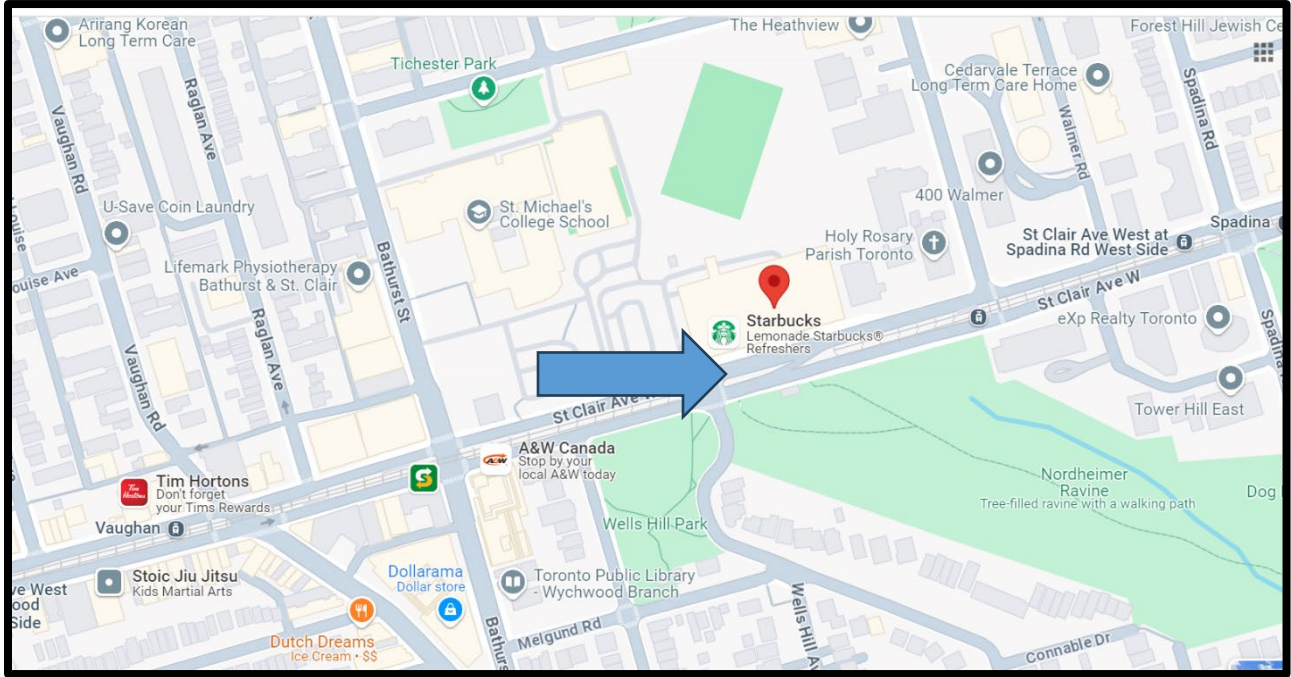 Arirang Korean
Long Term Care
The Heathview
Forest Hill Jewish Ce
Tichester Park
Cedarvale Terrace
Long Term Care Home
Spadina Rd
Raglan Ave
Vaughan Rd
Walmer Rd
400 Walmer
U-Save Coin Laundry
St. Michael's
College School
Holy Rosary
Parish Toronto
St Clair Ave West at
Spadina Rd West Side
Spadina
Louise
ouise Ave
Lifemark Physiotherapy
Bathurst & St. Clair
Bathurst St
St Clair Ave W
eXp Realty Toronto
Spadina
Starbucks
Lemonade Starbucks®
Refreshers
Raglan Ave
Vaughan Rd
Tower Hill East
St Clair Ave W
A&W
A&W Canada
Stop by your
local A&W today
Tim Hortons
Tim Hortons
Don't forget
your Tims Rewards
Nordheimer
Ravine
Tree-filled ravine with a walking path
Dog
Vaughan
Wells Hill Park
Stoic Jiu Jitsu
Kids Martial Arts
ve West
ood
Side
Dollarama
Dollar store
Toronto Public Library
- Wychwood Branch
Dutch Dreams
Ice Cream • $$
Bathurs
Melgund Rd
Wells Hill Av
Connable Dr